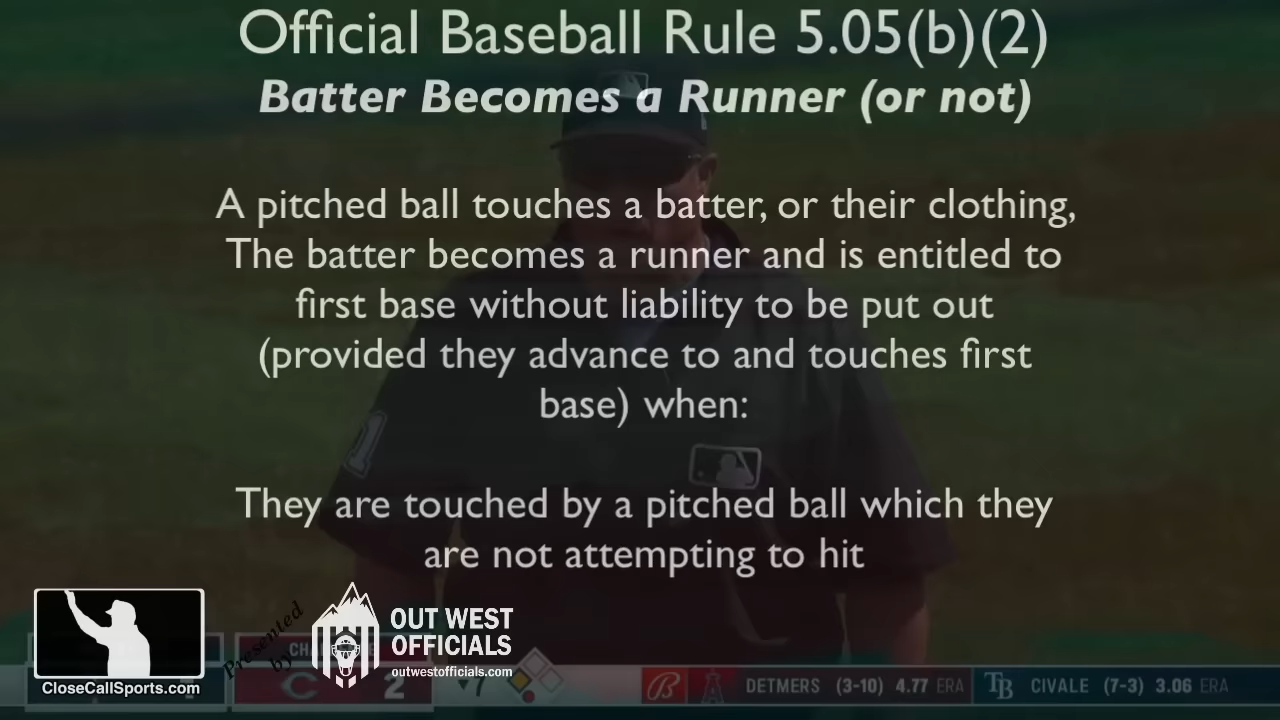 Official Baseball Rule 5.05(b)(2)
Batter Becomes a Runner (or not)
A pitched ball touches a batter, or their clothing,
The batter becomes a runner and is entitled to
first base without liability to be put out
(provided they advance to and touches first
base) when:
They are touched by a pitched ball which they
are not attempting to hit
1
CloseCallSports.com
Presented
by
OUT WEST
OFFICIALS
outwestofficials.com
C 2 7
B A DETMERS (3-10) 4.77 ERA TB CIVALE (7-3) 3.06 ERA